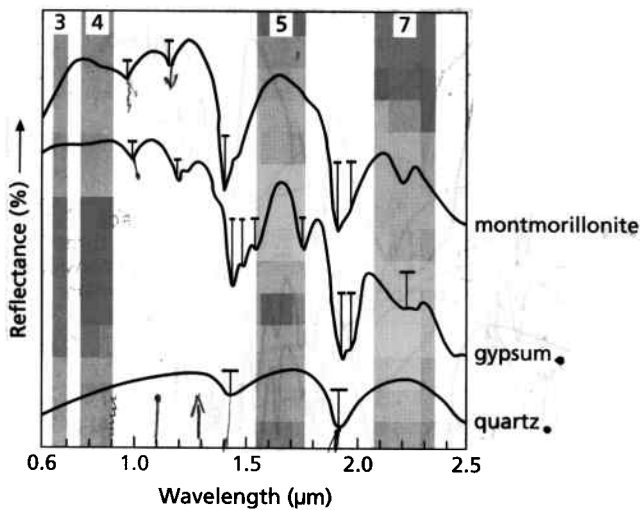 3 4 5 7
Reflectance (%)
montmorillonite
gypsum
quartz
0.6 1.0 1.5 2.0 2.5
Wavelength (µm)